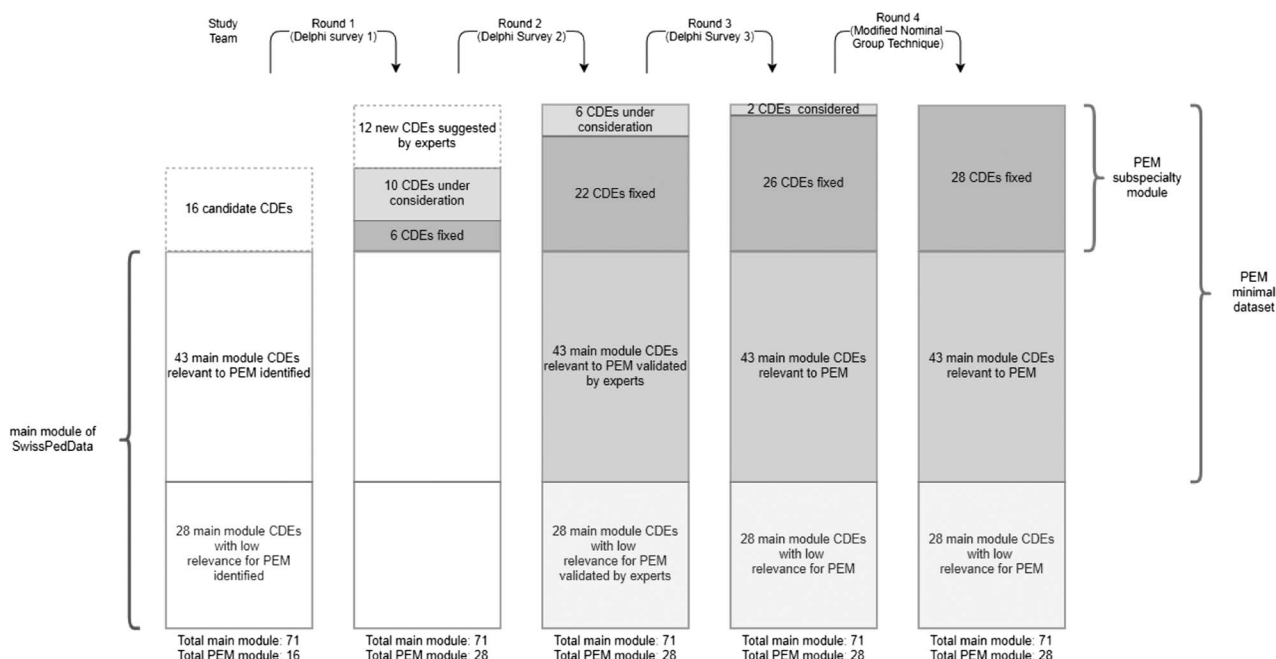 Study
Team
Round 1
(Delphi survey 1)
Round 2
(Delphi Survey 2)
Round 3
(Delphi Survey 3)
Round 4
(Modified Nominal
Group Technique)
16 candidate CDEs
43 main module CDEs
relevant to PEM identified
28 main module CDEs
with low
relevance for PEM
identified
Total main module: 71
Total PEM module: 16
12 new CDEs suggested
by experts
10 CDEs under
consideration
6 CDEs fixed
Total main module: 71
Total PEM module: 28
6 CDEs under
consideration
22 CDEs fixed
43 main module CDEs
relevant to PEM validated
by experts
28 main module CDEs
with low
relevance for PEM
validated by experts
Total main module: 71
Total PEM module: 28
2 CDEs considered
26 CDEs fixed
43 main module CDEs
relevant to PEM
28 main module CDEs
with low
relevance for PEM
Total main module: 71
Total PEM module: 28
28 CDEs fixed
43 main module CDEs
relevant to PEM
28 main module CDEs
with low
relevance for PEM
Total main module: 71
Total PEM module: 28
main module of
SwissPedData
PEM
subspecialty
module
PEM
minimal
dataset